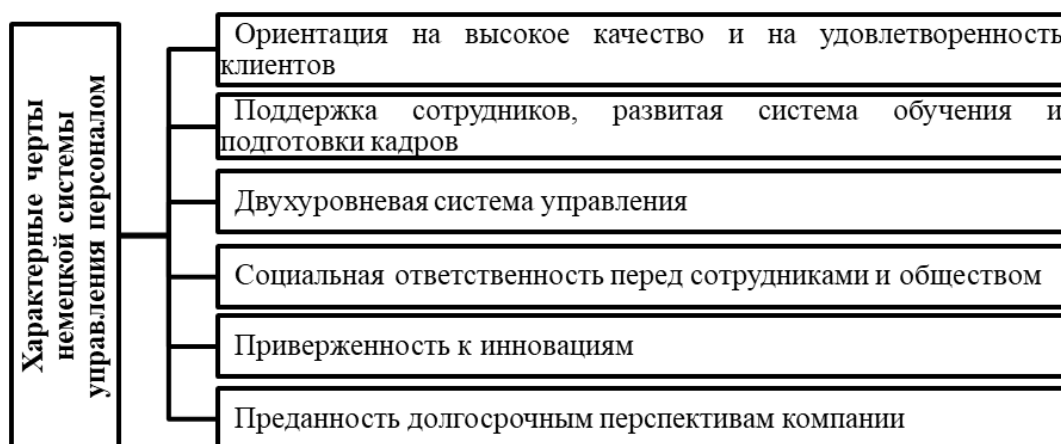 Характерные черты
немецкой системы
управления персоналом
Ориентация на высокое качество и на удовлетворенность
клиентов
Поддержка сотрудников, развитая система обучения и
подготовки кадров
Двухуровневая система управления
Социальная ответственность перед сотрудниками и обществом
Приверженность к инновациям
Преданность долгосрочным перспективам компании